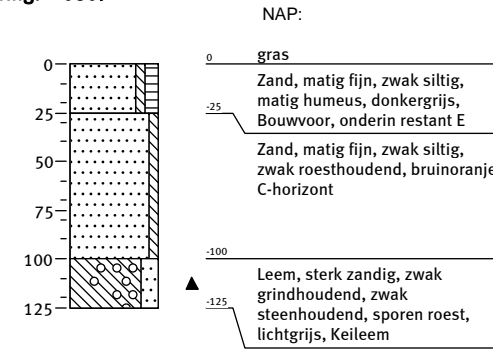 NAP:
0
gras
0
Zand, matig fijn, zwak siltig,
matig humeus, donkergrijs,
Bouwvoor, onderin restant E
25
-25
Zand, matig fijn, zwak siltig,
zwak roesthoudend, bruinoranje
C-horizont
50
75
100
-100
Leem, sterk zandig, zwak
grindhoudend, zwak
steenhoudend, sporen roest,
lichtgrijs, Keileem
125
-125